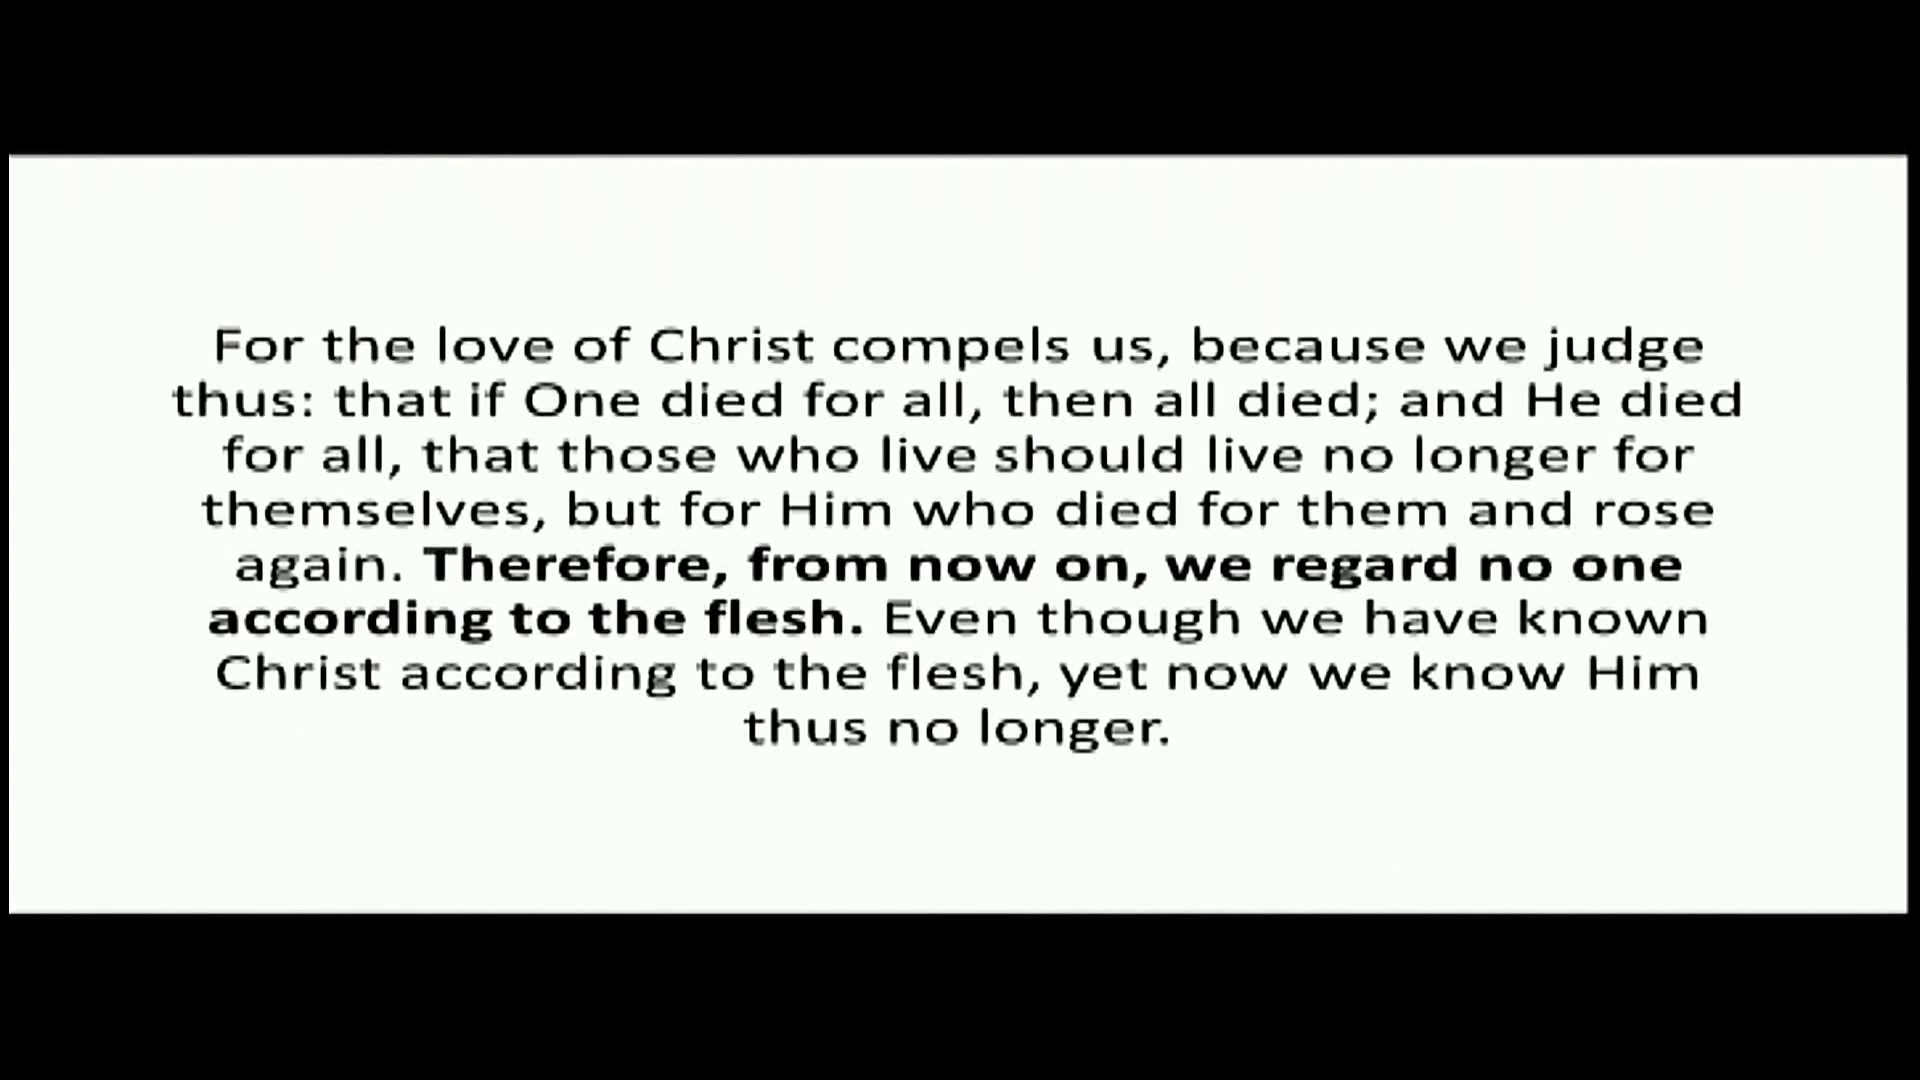 For the love of Christ compels us, because we judge
thus: that if One died for all, then all died; and He died
for all, that those who live should live no longer for
themselves, but for Him who died for them and rose
again. Therefore, from now on, we regard no one
according to the flesh. Even though we have known
Christ according to the flesh, yet now we know Him
thus no longer.